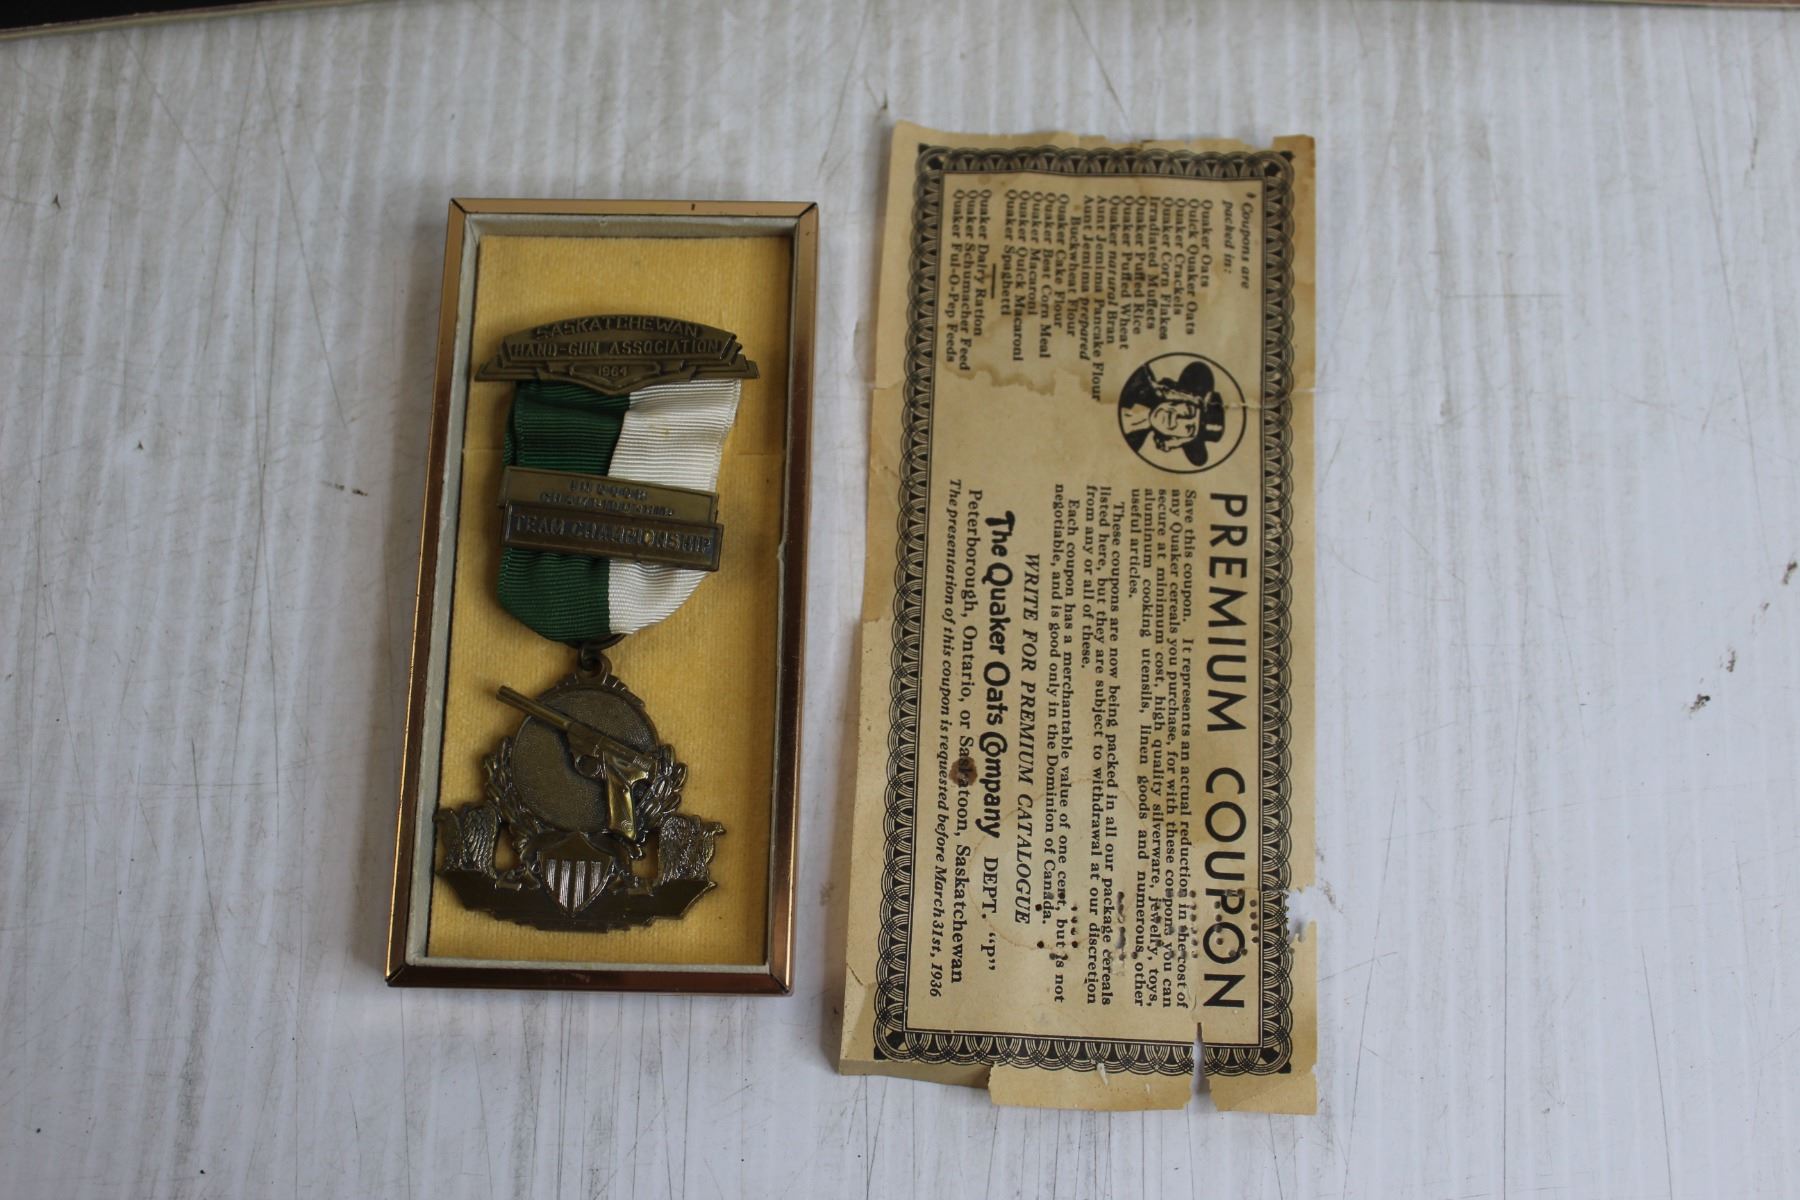 SASKATCHEWAN
HAND-GUN ASSOCIATION
1964
INDOOR
CHAMPIONSHIPS
TEAM CHAMPIONSHIP
PREMIUM COUPON
Save this coupon. It represents an actual reduction in the cost of
any Quaker cereals you purchase, for with these coupons you can
secure at minimum cost, high quality silverware, jewelry, toys,
aluminum cooking utensils, linen goods and numerous other
useful articles.
These coupons are now being packed in all our package cereals
listed here, but they are subject to withdrawal at our discretion
from any or all of these.
Each coupon has a merchantable value of one cent, but is not
negotiable, and is good only in the Dominion of Canada.
WRITE FOR PREMIUM CATALOGUE
The Quaker Oats Company DEPT. "P"
Peterborough, Ontario, or Saskatoon, Saskatchewan
The presentation of this coupon is requested before March 31st, 1936
Coupons are
packed in:
Quaker Oats
Quick Quaker Oats
Quaker Crackels
Quaker Corn Flakes
Irradiated Muffets
Quaker Puffed Rice
Quaker Puffed Wheat
Quaker natural Bran
Aunt Jemima Pancake Flour
Aunt Jemima prepared
Buckwheat Flour
Quaker Cake Flour
Quaker Best Corn Meal
Quaker Macaroni
Quaker Quick Macaroni
Quaker Spaghetti
Quaker Dairy Ration
Quaker Schumacher Feed
Quaker Ful-O-Pep Feeds